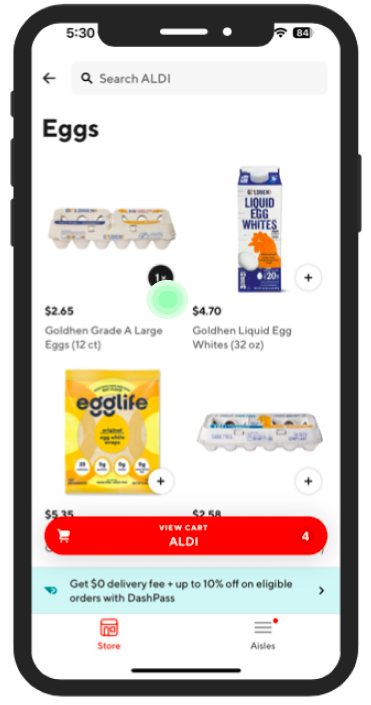 5:30
84
Search ALDI
Eggs
GOLDHEN
LIQUID
EGG
WHITES
20
1×
$2.65
$4.70
Goldhen Grade A Large
Eggs (12 ct)
Goldhen Liquid Egg
Whites (32 oz)
egglife
original
egg white
wraps
$5.35
$2.58
VIEW CART
ALDI
4
Get $0 delivery fee + up to 10% off on eligible
orders with DashPass
Store
Aisles